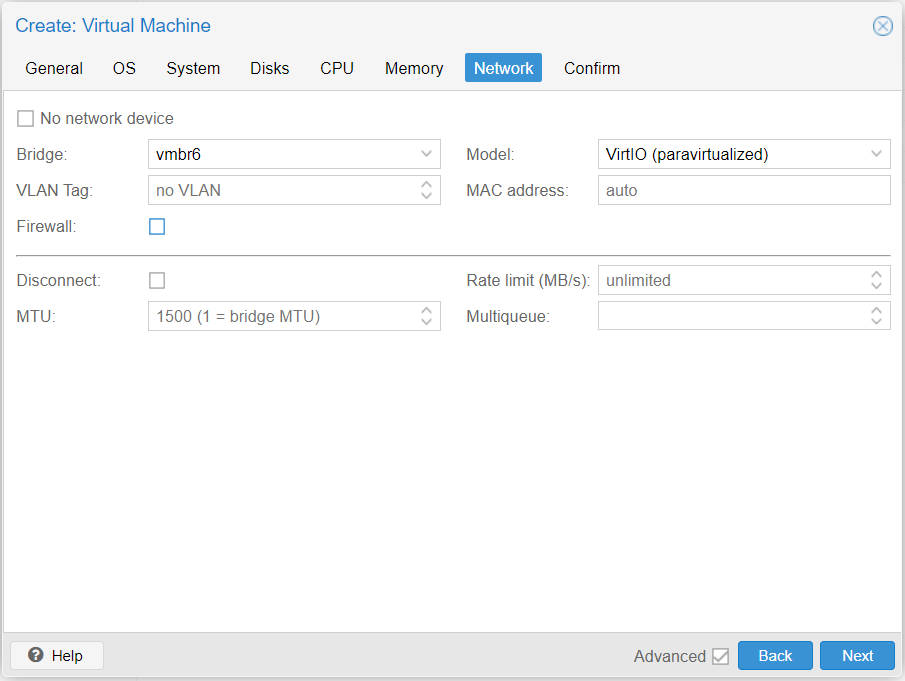 Create: Virtual Machine
General OS System Disks CPU Memory Network Confirm
No network device
Bridge: vmbr6 Model: VirtIO (paravirtualized)
VLAN Tag: no VLAN MAC address: auto
Firewall:
Disconnect: Rate limit (MB/s): unlimited
MTU: 1500 (1 = bridge MTU) Multiqueue:
Help Advanced Back Next